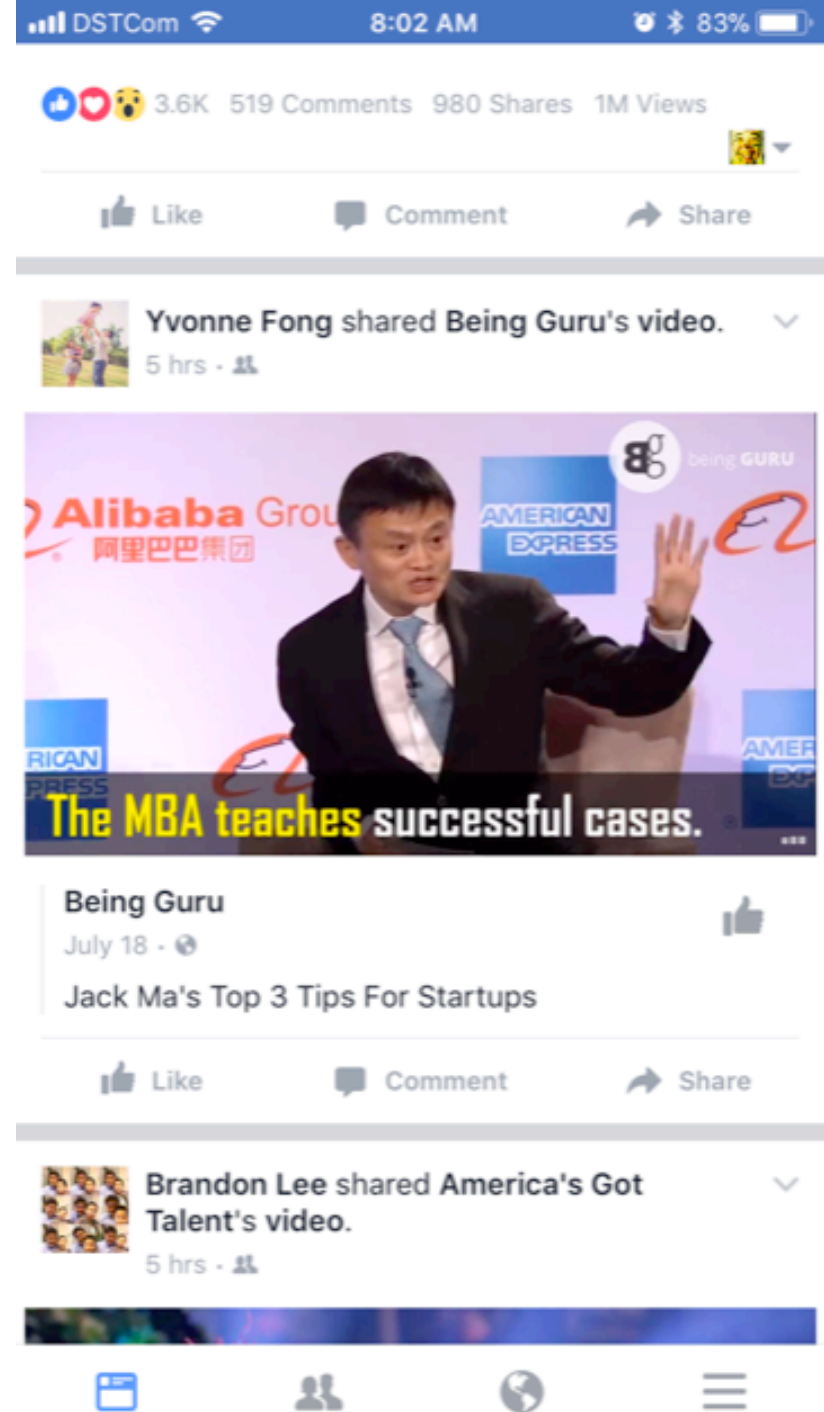 DSTCom 8:02 AM 83%
3.6K 519 Comments 980 Shares 1M Views
Like Comment Share
Yvonne Fong shared Being Guru's video.
5 hrs ·
Bg being GURU
Alibaba Grou
阿里巴巴集团
AMERICAN
EXPRESS
RICAN
PRESS
AMER
EXP
The MBA teaches successful cases.
Being Guru
July 18 ·
Jack Ma's Top 3 Tips For Startups
Like Comment Share
Brandon Lee shared America's Got
Talent's video.
5 hrs ·